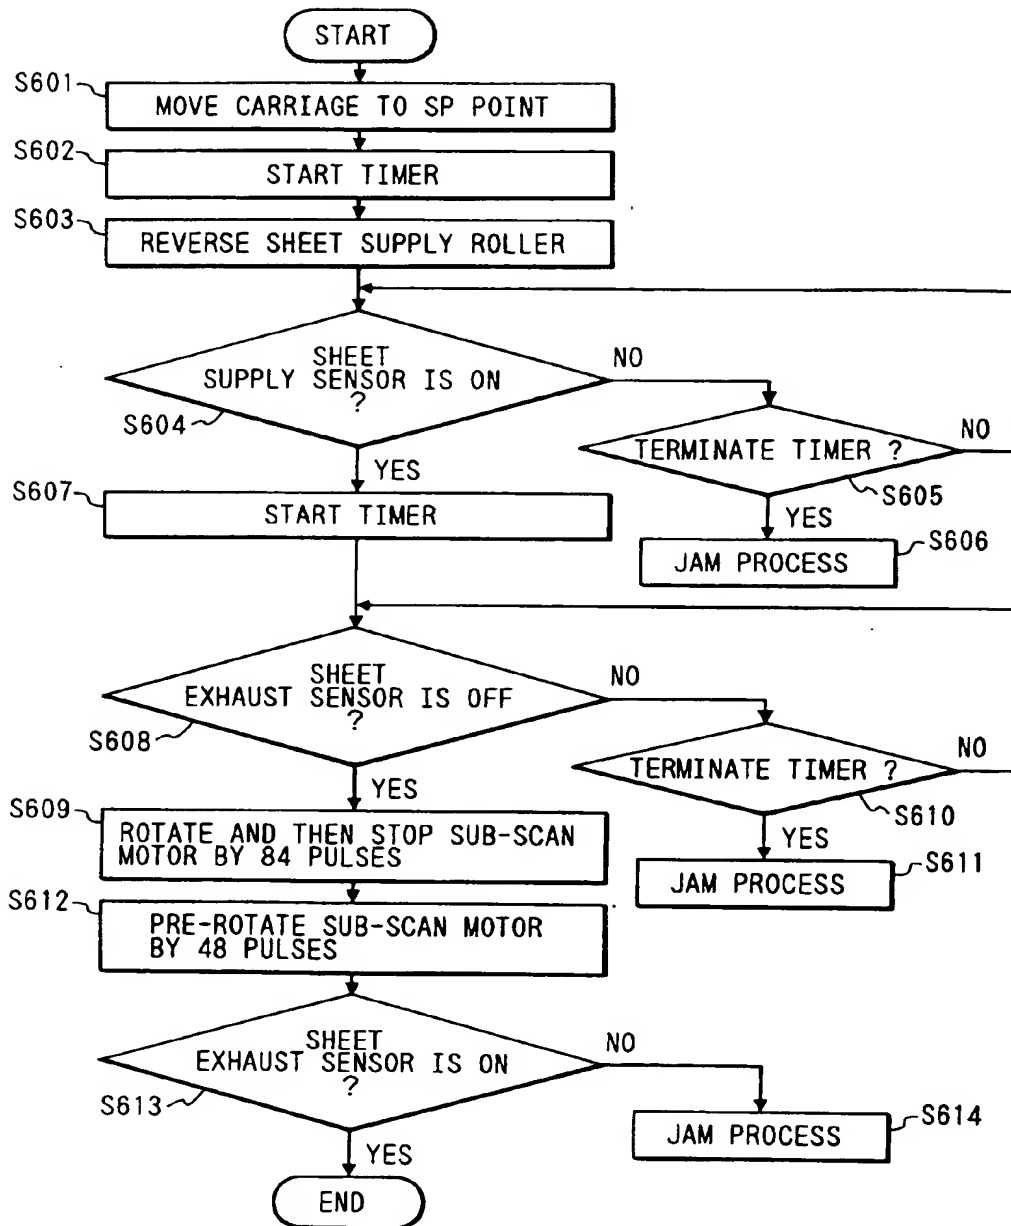 START
S601
MOVE CARRIAGE TO SP POINT
S602
START TIMER
S603
REVERSE SHEET SUPPLY ROLLER
SHEET
SUPPLY SENSOR IS ON
?
NO
S604
YES
TERMINATE TIMER ?
NO
S605
YES
S606
JAM PROCESS
S607
START TIMER
SHEET
EXHAUST SENSOR IS OFF
?
NO
S608
YES
TERMINATE TIMER ?
NO
S610
YES
S611
JAM PROCESS
S609
ROTATE AND THEN STOP SUB-SCAN
MOTOR BY 84 PULSES
S612
PRE-ROTATE SUB-SCAN MOTOR
BY 48 PULSES
SHEET
EXHAUST SENSOR IS ON
?
NO
S613
YES
S614
JAM PROCESS
END